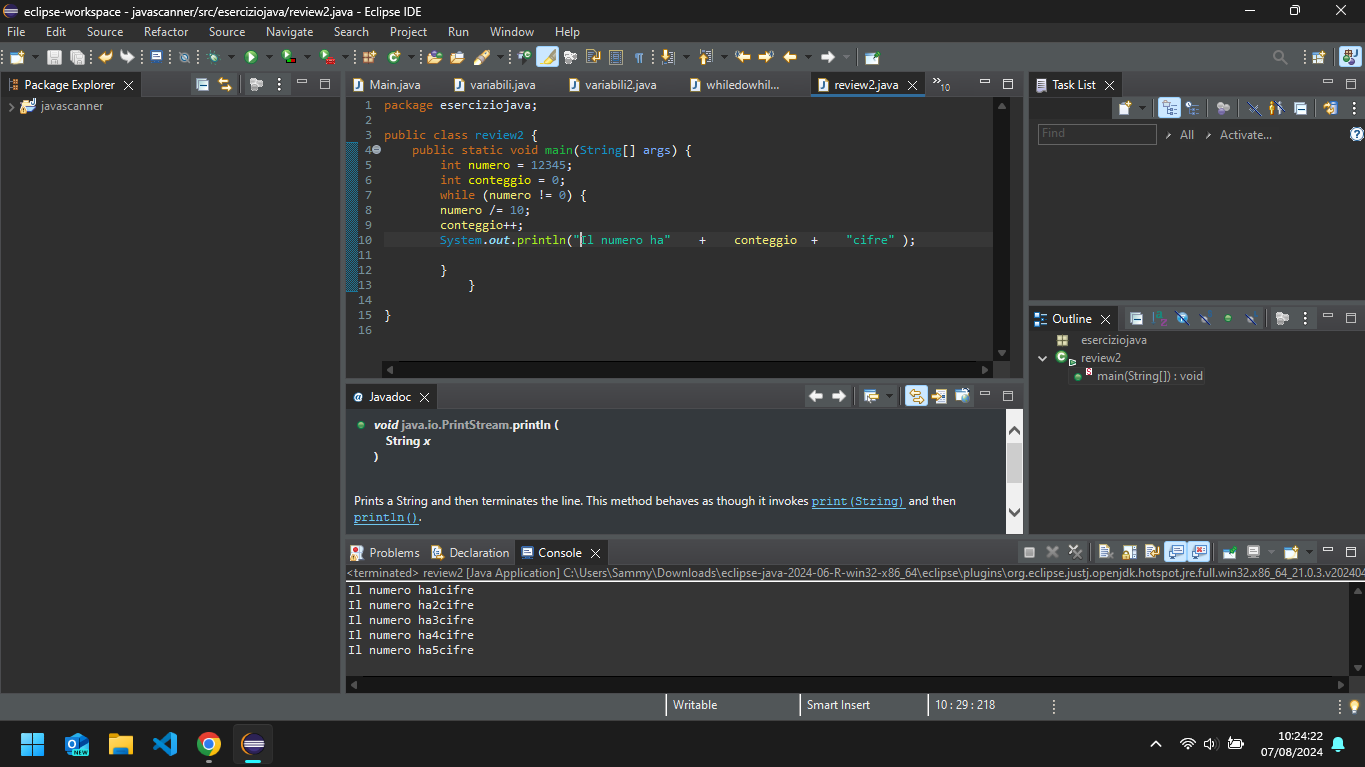 eclipse-workspace - javascanner/src/eserciziojava/review2.java - Eclipse IDE
File Edit Source Refactor Source Navigate Search Project Run Window Help
Package Explorer
javascanner
Main.java variabili.java variabili2.java whiledowhil... review2.java »10
1 package eserciziojava;
2
3 public class review2 {
4 public static void main(String[] args) {
5 int numero = 12345;
6 int conteggio = 0;
7 while (numero != 0) {
8 numero /= 10;
9 conteggio++;
10 System.out.println("Il numero ha" + conteggio + "cifre" );
11
12 }
13 }
14
15 }
16
Task List
Find All Activate...
Outline
eserciziojava
review2
main(String[]) : void
Javadoc
void java.io.PrintStream.println (
String x
)
Prints a String and then terminates the line. This method behaves as though it invokes print(String) and then
println().
Problems Declaration Console
<terminated> review2 [Java Application] C:\Users\Sammy\Downloads\eclipse-java-2024-06-R-win32-x86_64\eclipse\plugins\org.eclipse.justj.openjdk.hotspot.jre.full.win32.x86_64_21.0.3.v202404
Il numero ha1cifre
Il numero ha2cifre
Il numero ha3cifre
Il numero ha4cifre
Il numero ha5cifre
Writable Smart Insert 10 : 29 : 218
10:24:22
07/08/2024